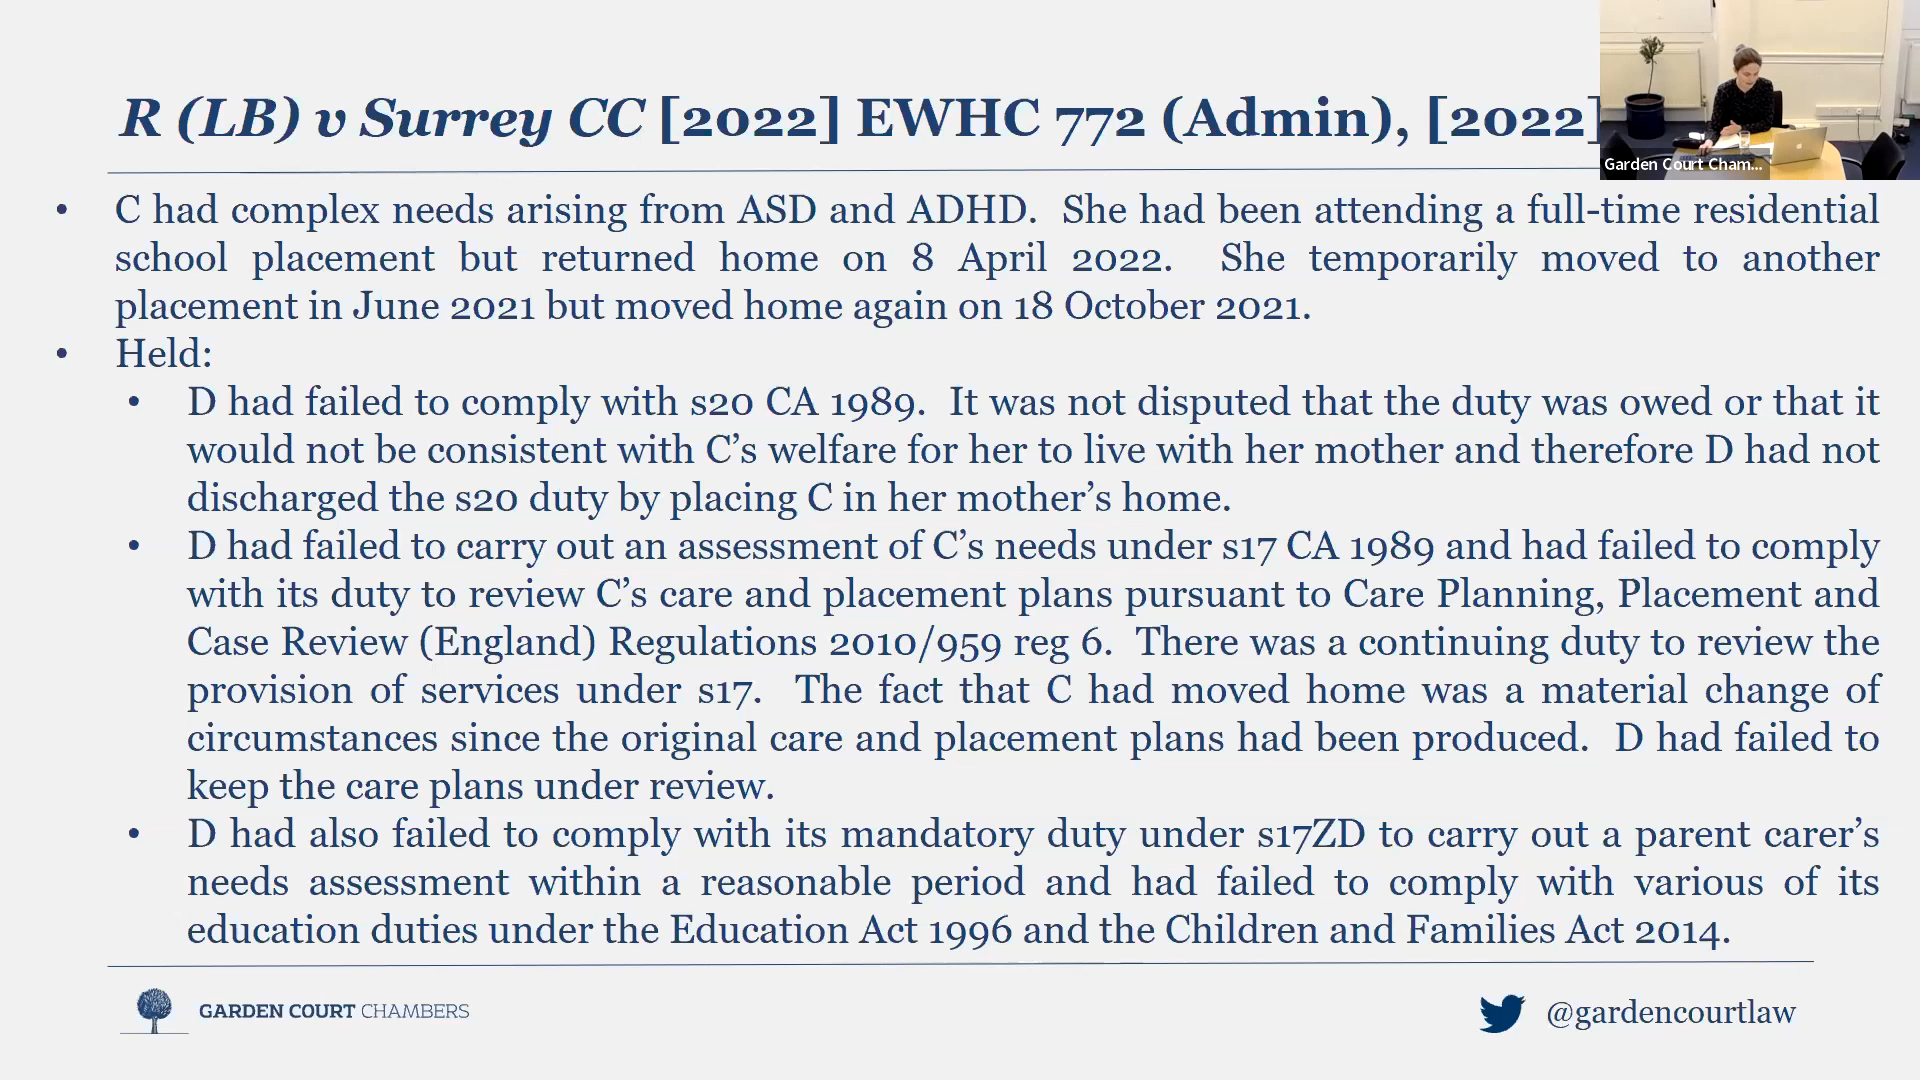 R (LB) v Surrey CC [2022] EWHC 772 (Admin), [2022]
Garden Court Cham...
• C had complex needs arising from ASD and ADHD. She had been attending a full-time residential
school placement but returned home on 8 April 2022. She temporarily moved to another
placement in June 2021 but moved home again on 18 October 2021.
• Held:
• D had failed to comply with s20 CA 1989. It was not disputed that the duty was owed or that it
would not be consistent with C’s welfare for her to live with her mother and therefore D had not
discharged the s20 duty by placing C in her mother’s home.
• D had failed to carry out an assessment of C’s needs under s17 CA 1989 and had failed to comply
with its duty to review C’s care and placement plans pursuant to Care Planning, Placement and
Case Review (England) Regulations 2010/959 reg 6. There was a continuing duty to review the
provision of services under s17. The fact that C had moved home was a material change of
circumstances since the original care and placement plans had been produced. D had failed to
keep the care plans under review.
• D had also failed to comply with its mandatory duty under s17ZD to carry out a parent carer’s
needs assessment within a reasonable period and had failed to comply with various of its
education duties under the Education Act 1996 and the Children and Families Act 2014.
GARDEN COURT CHAMBERS
@gardencourtlaw